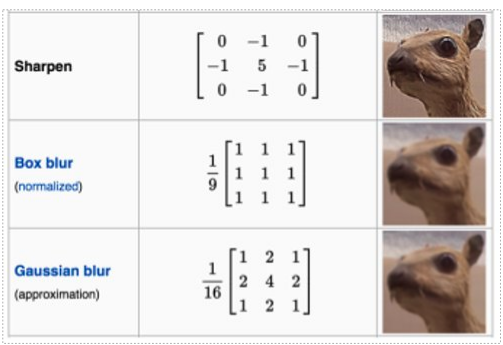 Sharpen
0 −1 0
−1 5 −1
0 −1 0
Box blur
(normalized)
1/9
1 1 1
1 1 1
1 1 1
Gaussian blur
(approximation)
1/16
1 2 1
2 4 2
1 2 1